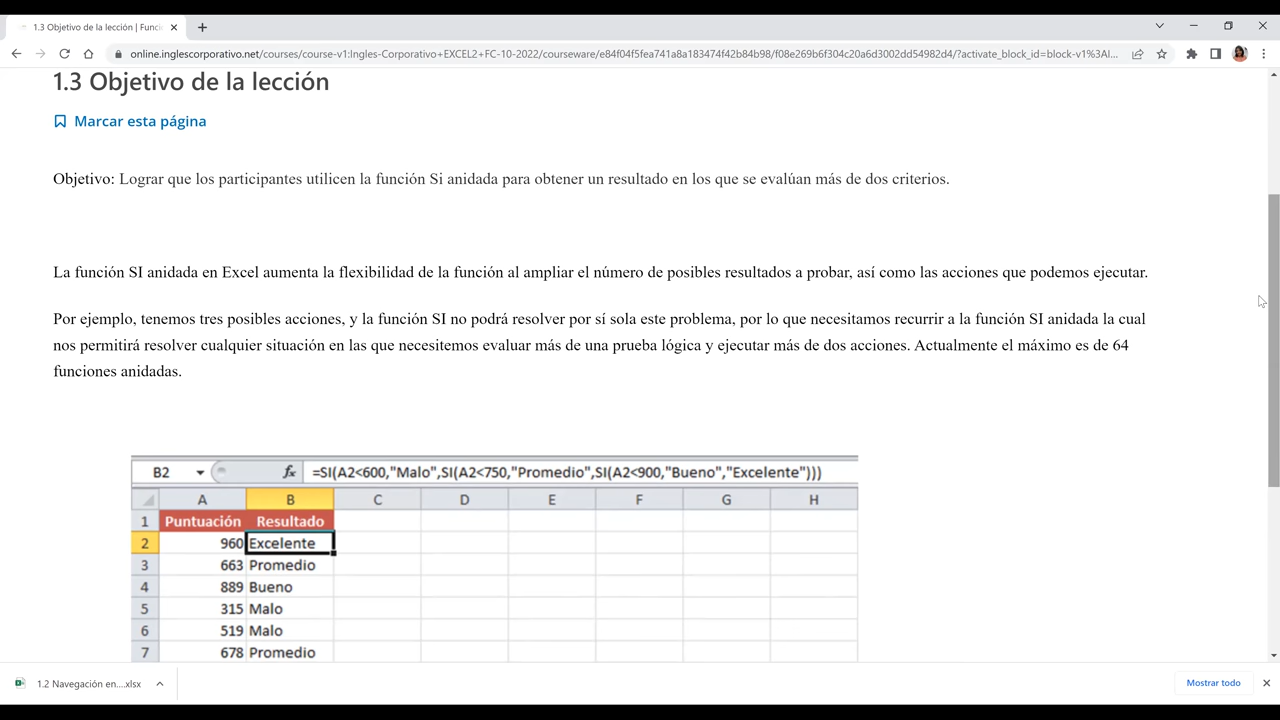 1.3 Objetivo de la lección | Funci
online.inglescorporativo.net/courses/course-v1:Ingles-Corporativo+EXCEL2+FC-10-2022/courseware/e84f04f5fea741a8a183474f42b84b98/f08e269b6f304c20a6d3002dd54982d4/?activate_block_id=block-v1%3AI...
1.3 Objetivo de la lección
Marcar esta página
Objetivo: Lograr que los participantes utilicen la función Si anidada para obtener un resultado en los que se evalúan más de dos criterios.
La función SI anidada en Excel aumenta la flexibilidad de la función al ampliar el número de posibles resultados a probar, así como las acciones que podemos ejecutar.
Por ejemplo, tenemos tres posibles acciones, y la función SI no podrá resolver por sí sola este problema, por lo que necesitamos recurrir a la función SI anidada la cual
nos permitirá resolver cualquier situación en las que necesitemos evaluar más de una prueba lógica y ejecutar más de dos acciones. Actualmente el máximo es de 64
funciones anidadas.
B2 fx =SI(A2<600,"Malo",SI(A2<750,"Promedio",SI(A2<900,"Bueno","Excelente")))
A B C D E F G H
1 Puntuación Resultado
2 960 Excelente
3 663 Promedio
4 889 Bueno
5 315 Malo
6 519 Malo
7 678 Promedio
1.2 Navegación en....xlsx
Mostrar todo